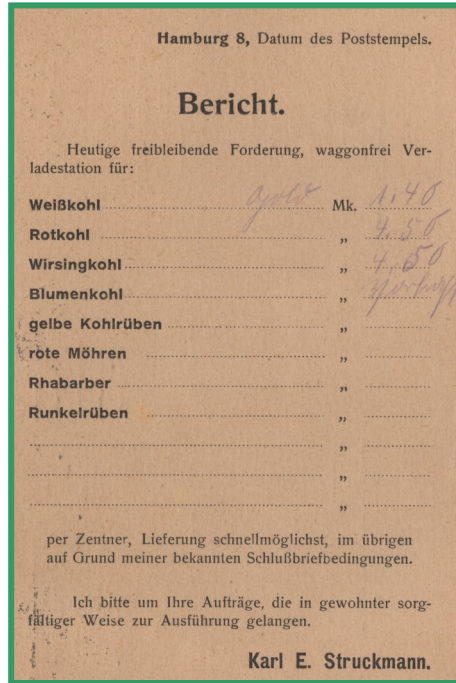 Hamburg 8, Datum des Poststempels.
Bericht.
Heutige freibleibende Forderung, waggonfrei Ver-
ladestation für:
Weißkohl Gold Mk. 1.40
Rotkohl „ 4.50
Wirsingkohl „ 4.50
Blumenkohl „
gelbe Kohlrüben „
rote Möhren „
Rhabarber „
Runkelrüben „
„
„
„
per Zentner, Lieferung schnellmöglichst, im übrigen
auf Grund meiner bekannten Schlußbriefbedingungen.
Ich bitte um Ihre Aufträge, die in gewohnter sorg-
fältiger Weise zur Ausführung gelangen.
Karl E. Struckmann.